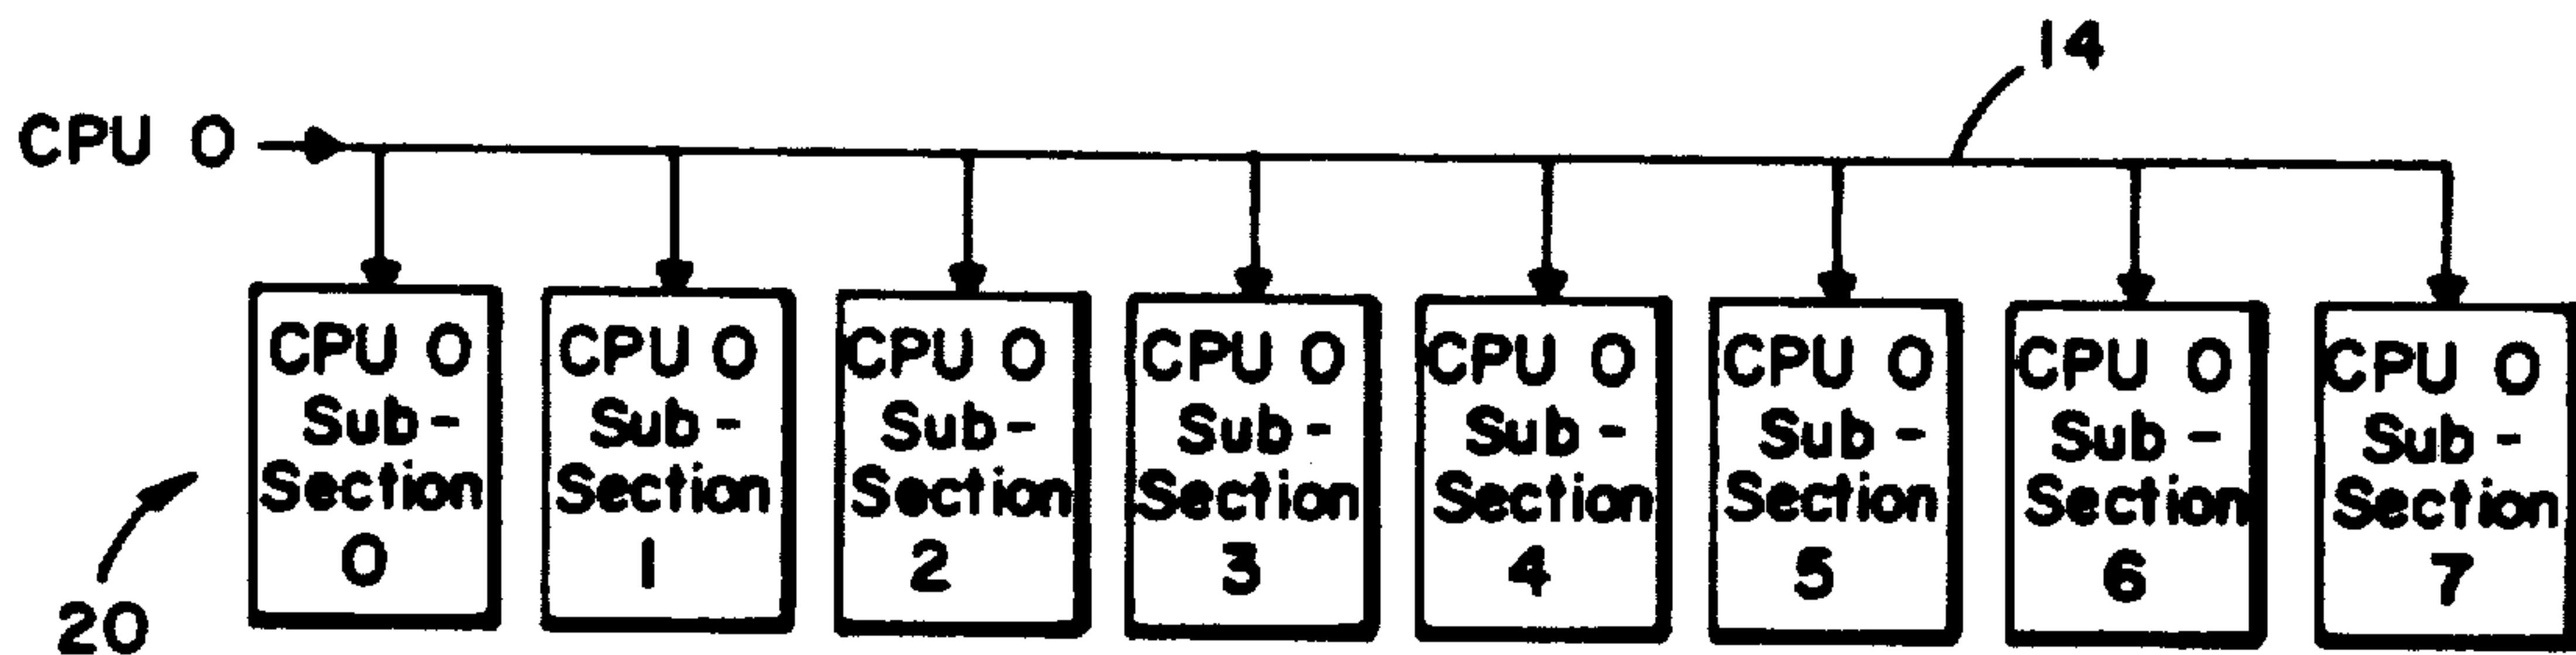 14
CPU 0
CPU 0
Sub-
Section
0
CPU 0
Sub-
Section
1
CPU 0
Sub-
Section
2
CPU 0
Sub-
Section
3
CPU 0
Sub-
Section
4
CPU 0
Sub-
Section
5
CPU 0
Sub-
Section
6
CPU 0
Sub-
Section
7
20